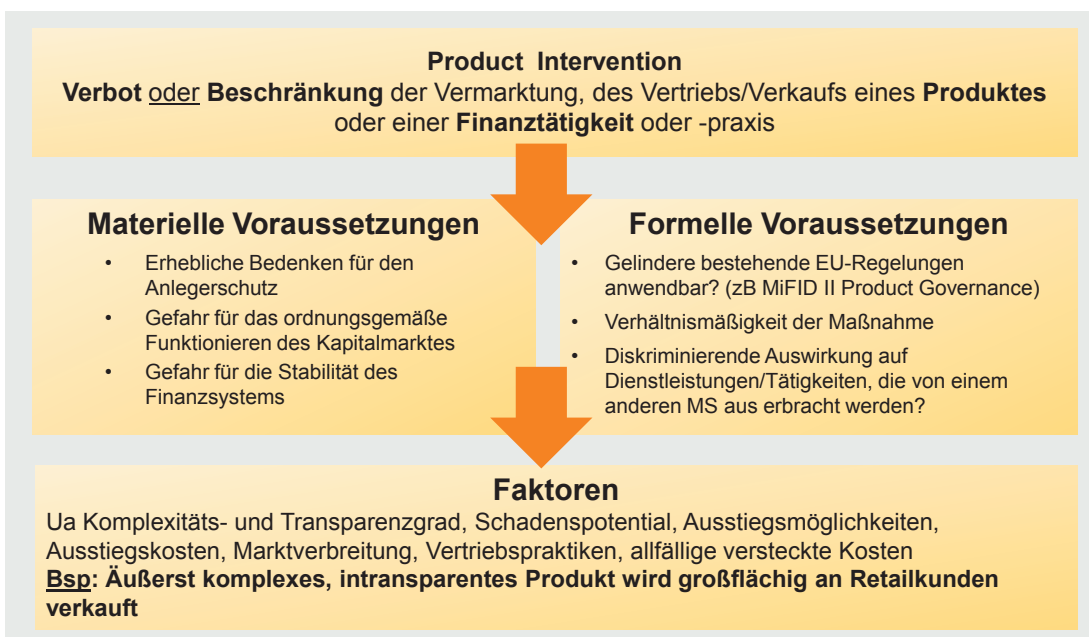 Product Intervention
Verbot oder Beschränkung der Vermarktung, des Vertriebs/Verkaufs eines Produktes
oder einer Finanztätigkeit oder -praxis
Materielle Voraussetzungen
• Erhebliche Bedenken für den
Anlegerschutz
• Gefahr für das ordnungsgemäße
Funktionieren des Kapitalmarktes
• Gefahr für die Stabilität des
Finanzsystems
Formelle Voraussetzungen
• Gelindere bestehende EU-Regelungen
anwendbar? (zB MiFID II Product Governance)
• Verhältnismäßigkeit der Maßnahme
• Diskriminierende Auswirkung auf
Dienstleistungen/Tätigkeiten, die von einem
anderen MS aus erbracht werden?
Faktoren
Ua Komplexitäts- und Transparenzgrad, Schadenspotential, Ausstiegsmöglichkeiten,
Ausstiegskosten, Marktverbreitung, Vertriebspraktiken, allfällige versteckte Kosten
Bsp: Äußerst komplexes, intransparentes Produkt wird großflächig an Retailkunden
verkauft